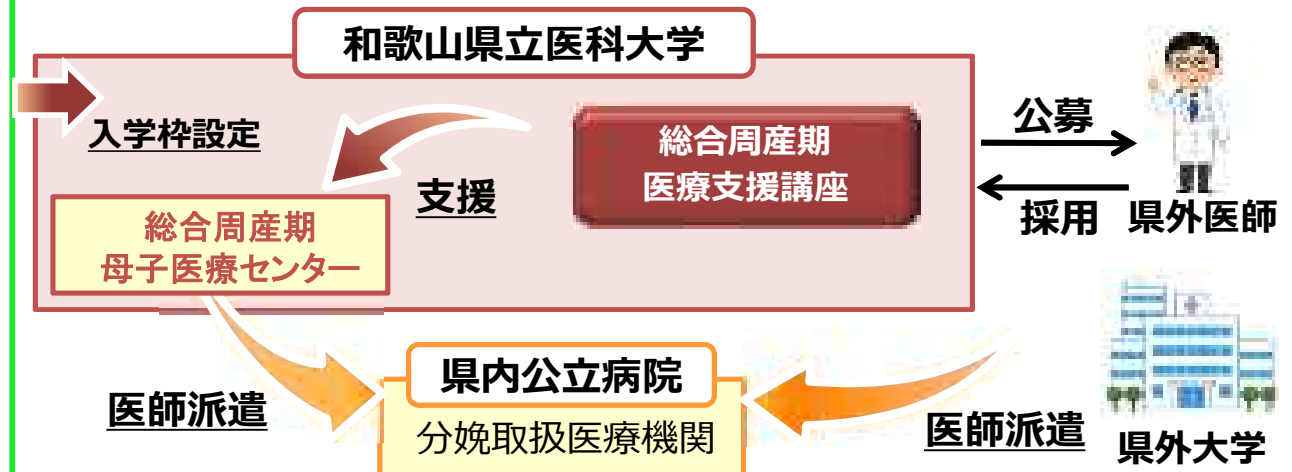 和歌山県立医科大学
入学枠設定
支援
総合周産期
医療支援講座
公募
採用
県外医師
総合周産期
母子医療センター
医師派遣
県内公立病院
分娩取扱医療機関
医師派遣
県外大学